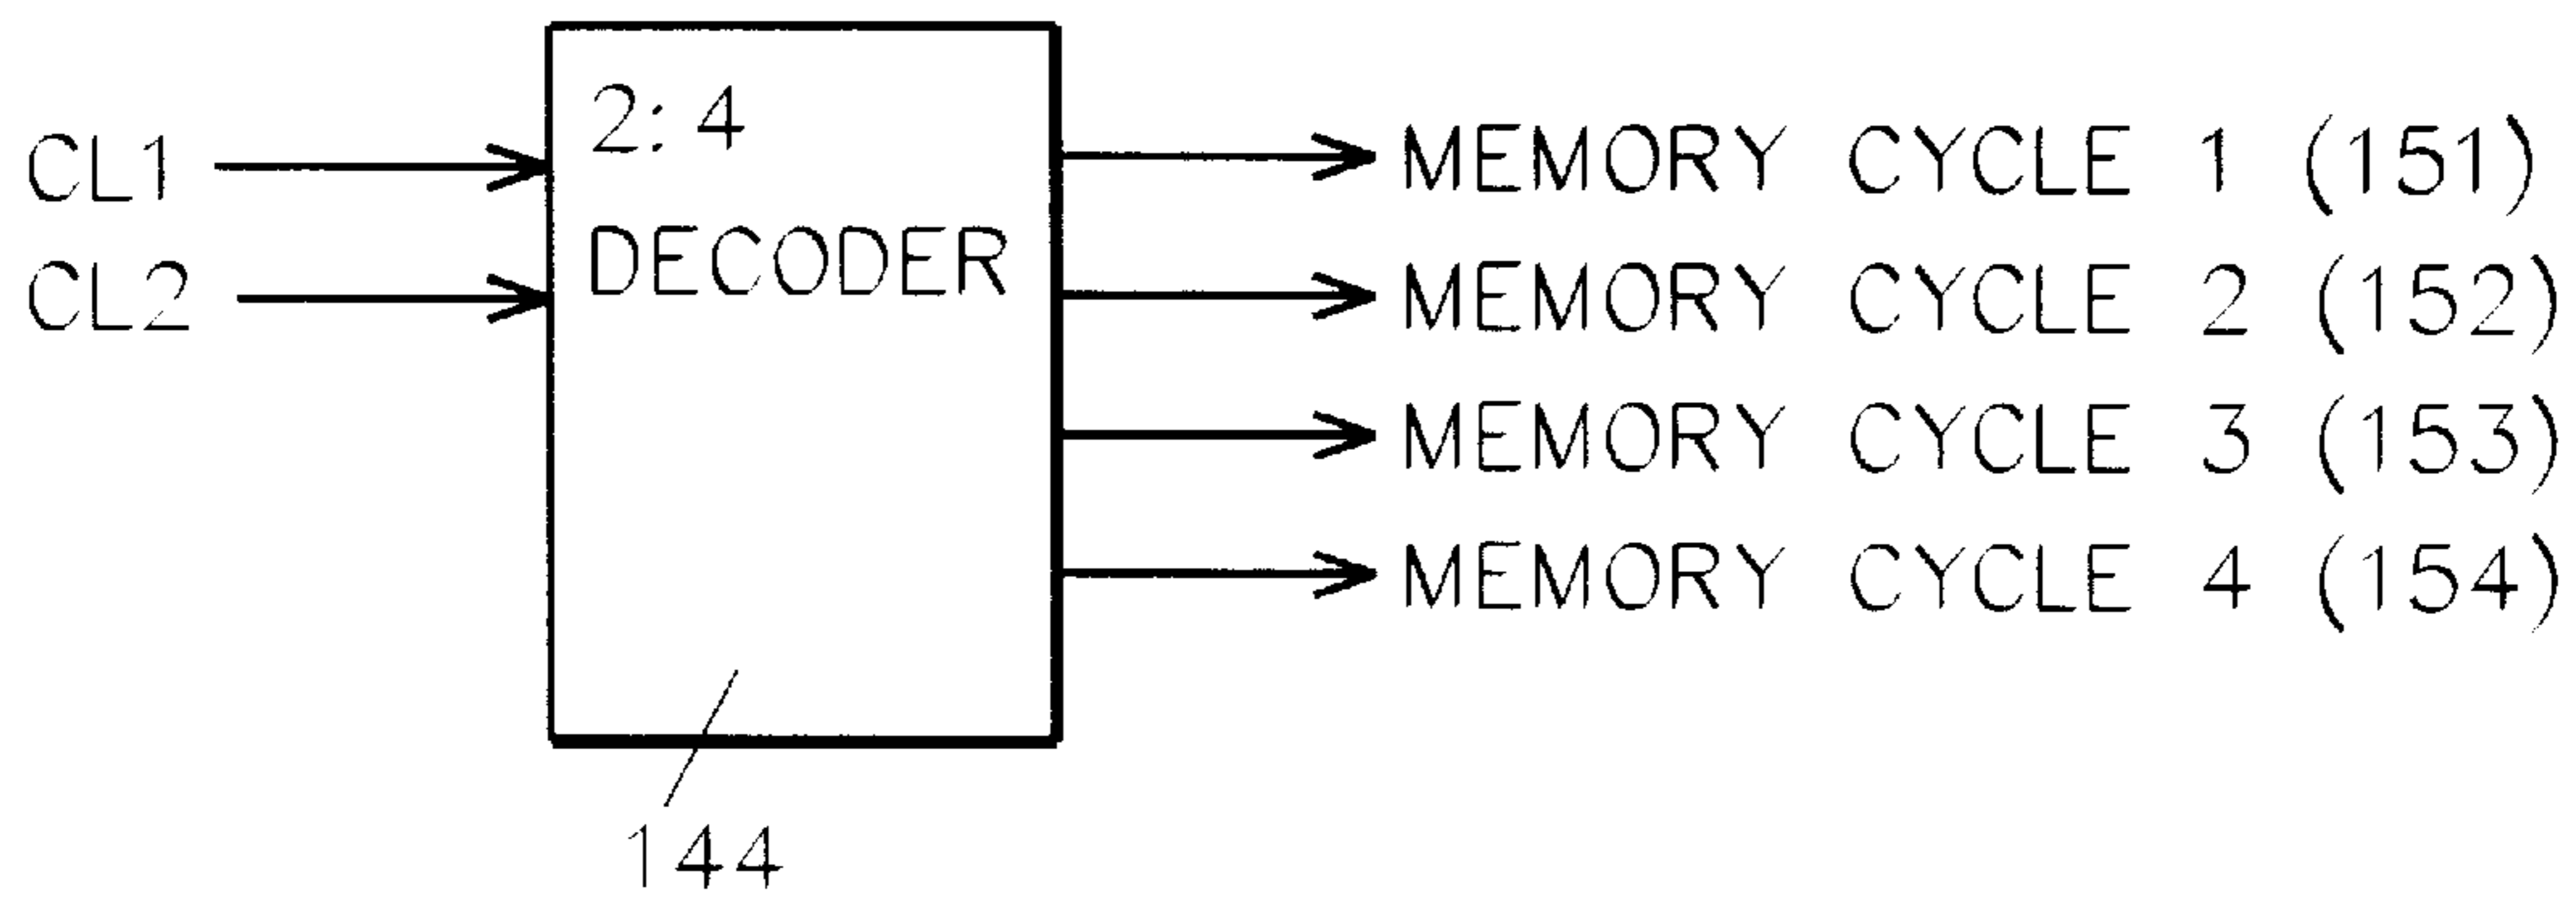 CL1
CL2
2:4
DECODER
MEMORY CYCLE 1 (151)
MEMORY CYCLE 2 (152)
MEMORY CYCLE 3 (153)
MEMORY CYCLE 4 (154)
144